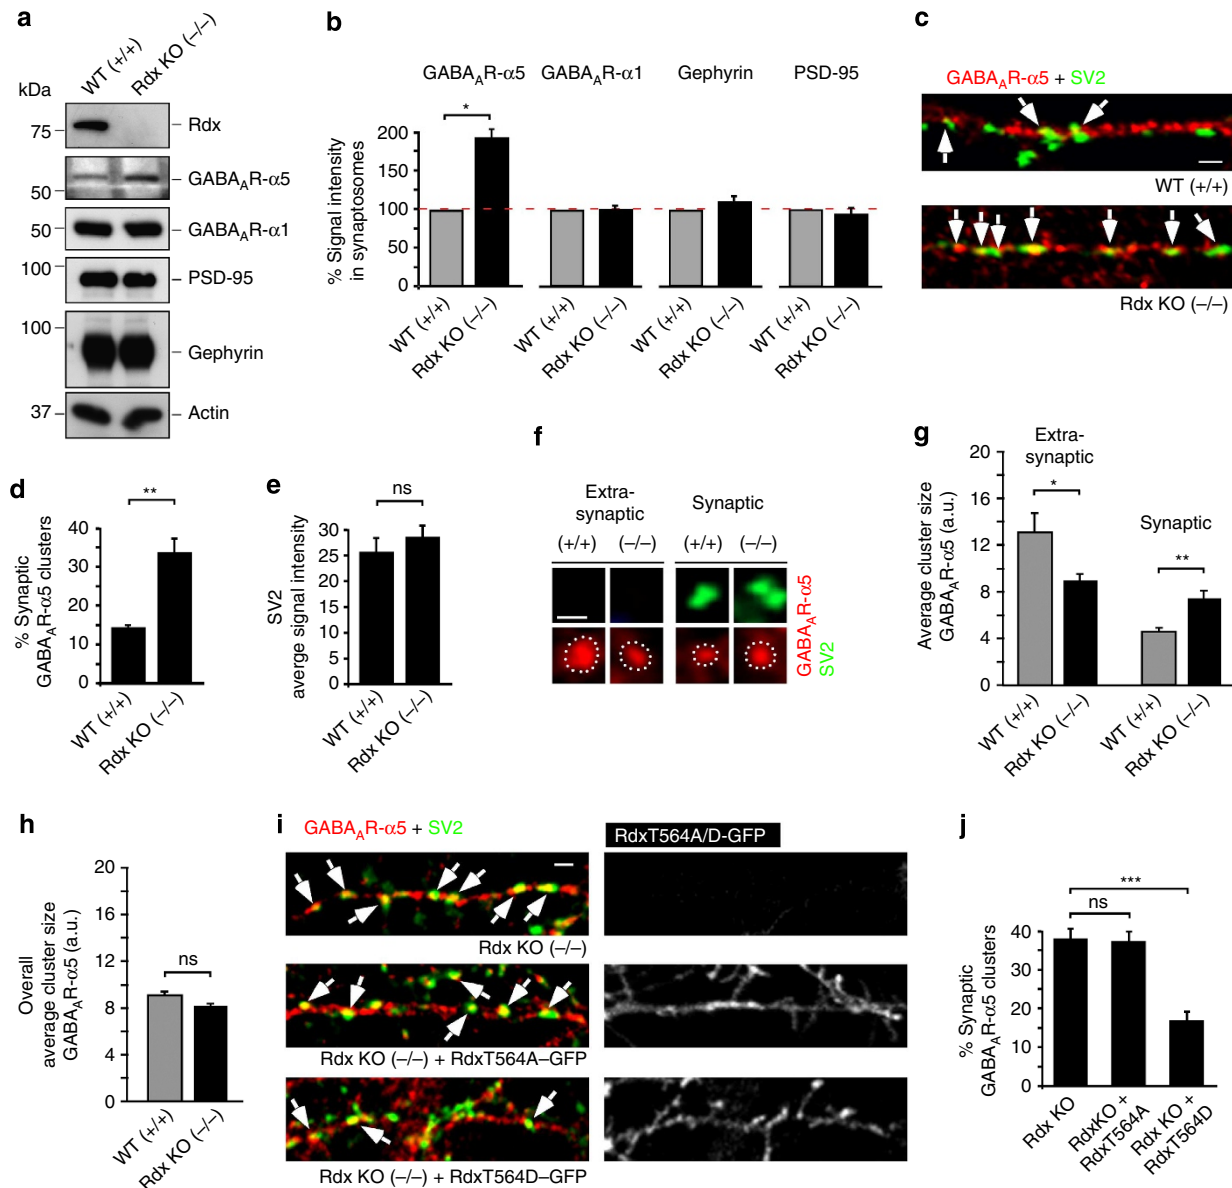 a
WT (+/+)
Rdx KO (–/–)
kDa
75
Rdx
50
GABAAR-α5
50
GABAAR-α1
100
PSD-95
100
Gephyrin
37
Actin
b
GABAAR-α5
GABAAR-α1
Gephyrin
PSD-95
*
% Signal intensity
in synaptosomes
200
150
100
50
0
WT (+/+)
Rdx KO (–/–)
WT (+/+)
Rdx KO (–/–)
WT (+/+)
Rdx KO (–/–)
WT (+/+)
Rdx KO (–/–)
c
GABAAR-α5 + SV2
WT (+/+)
Rdx KO (–/–)
d
**
% Synaptic
GABAAR-α5 clusters
40
30
20
10
0
WT (+/+)
Rdx KO (–/–)
e
ns
SV2
averge signal intensity
30
25
20
15
10
5
0
WT (+/+)
Rdx KO (–/–)
f
Extra-
synaptic
Synaptic
(+/+)
(–/–)
(+/+)
(–/–)
GABAAR-α5
SV2
g
Extra-
synaptic
*
Synaptic
**
Average cluster size
GABAAR-α5 (a.u.)
20
16
12
8
4
0
WT (+/+)
Rdx KO (–/–)
WT (+/+)
Rdx KO (–/–)
h
ns
Overall
average cluster size
GABAAR-α5 (a.u.)
20
16
12
8
4
0
WT (+/+)
Rdx KO (–/–)
i
GABAAR-α5 + SV2
RdxT564A/D-GFP
Rdx KO (–/–)
Rdx KO (–/–) + RdxT564A–GFP
Rdx KO (–/–) + RdxT564D–GFP
j
***
ns
% Synaptic
GABAAR-α5 clusters
40
30
20
10
0
Rdx KO
RdxKO +
RdxT564A
Rdx KO +
RdxT564D